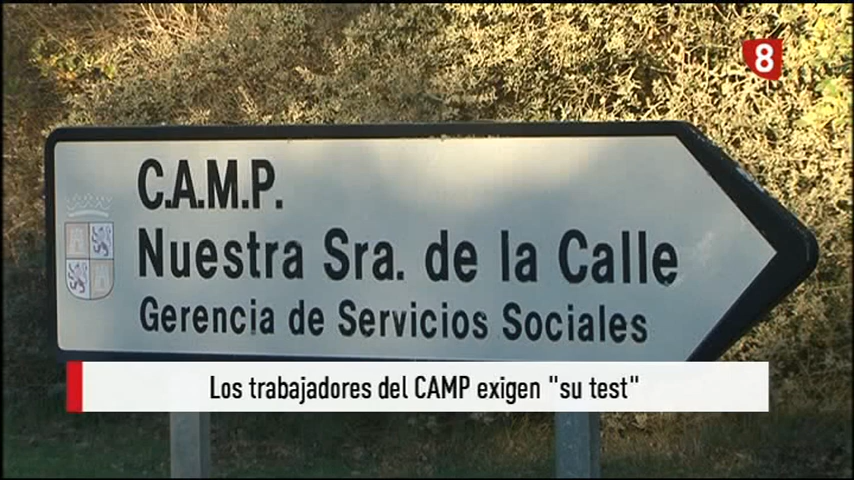 8
C.A.M.P.
Nuestra Sra. de la Calle
Gerencia de Servicios Sociales
Los trabajadores del CAMP exigen "su test"